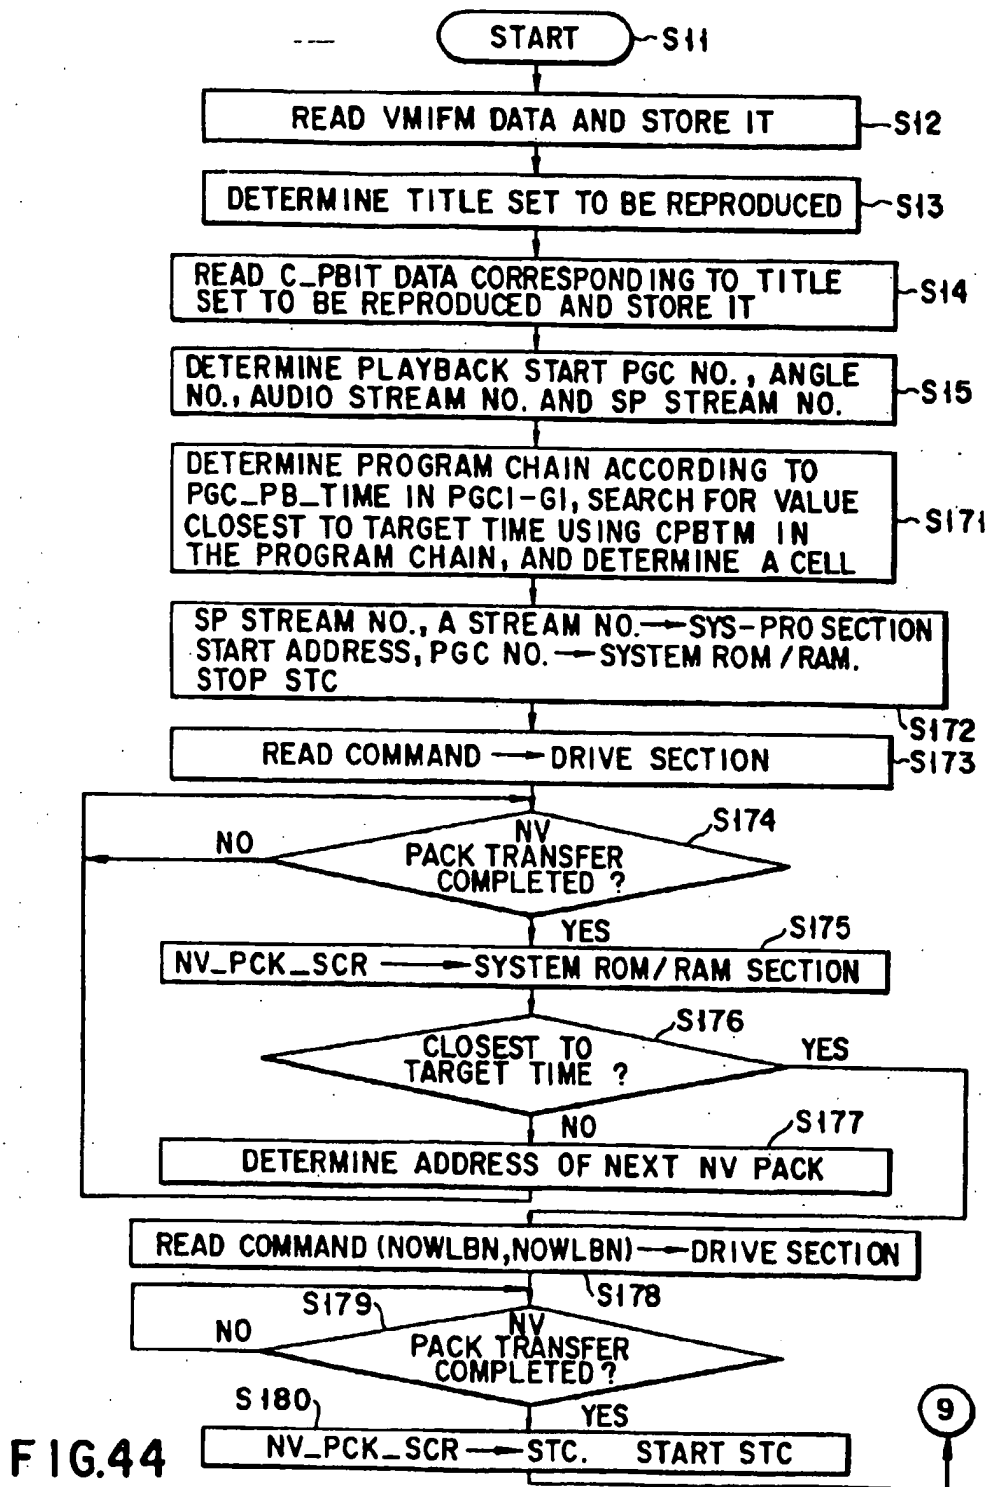 START
S11
READ VMIFM DATA AND STORE IT
S12
DETERMINE TITLE SET TO BE REPRODUCED
S13
READ C_PBIT DATA CORRESPONDING TO TITLE
SET TO BE REPRODUCED AND STORE IT
S14
DETERMINE PLAYBACK START PGC NO., ANGLE
NO., AUDIO STREAM NO. AND SP STREAM NO.
S15
DETERMINE PROGRAM CHAIN ACCORDING TO
PGC_PB_TIME IN PGCI-GI, SEARCH FOR VALUE
CLOSEST TO TARGET TIME USING CPBTM IN
THE PROGRAM CHAIN, AND DETERMINE A CELL
S171
SP STREAM NO., A STREAM NO. → SYS-PRO SECTION
START ADDRESS, PGC NO. → SYSTEM ROM/RAM.
STOP STC
S172
READ COMMAND → DRIVE SECTION
S173
NV
PACK TRANSFER
COMPLETED ?
S174
NO
YES
NV_PCK_SCR → SYSTEM ROM/RAM SECTION
S175
CLOSEST TO
TARGET TIME ?
S176
YES
NO
DETERMINE ADDRESS OF NEXT NV PACK
S177
READ COMMAND (NOWLBN,NOWLBN) → DRIVE SECTION
S178
NV
PACK TRANSFER
COMPLETED ?
S179
NO
YES
S180
NV_PCK_SCR → STC. START STC
9
FIG.44